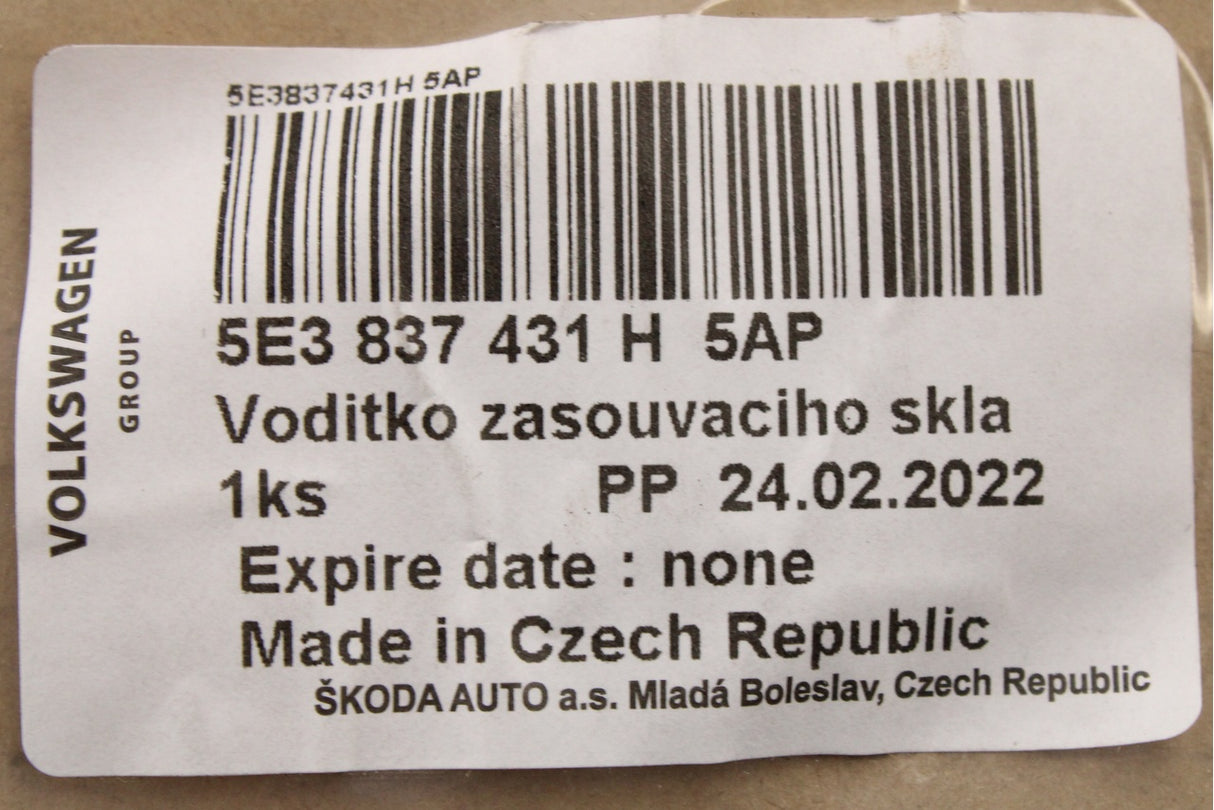 VOLKSWAGEN
GROUP
5E3837431H 5AP
5E3 837 431 H 5AP
Voditko zasouvaciho skla
1ks PP 24.02.2022
Expire date : none
Made in Czech Republic
ŠKODA AUTO a.s. Mladá Boleslav, Czech Republic